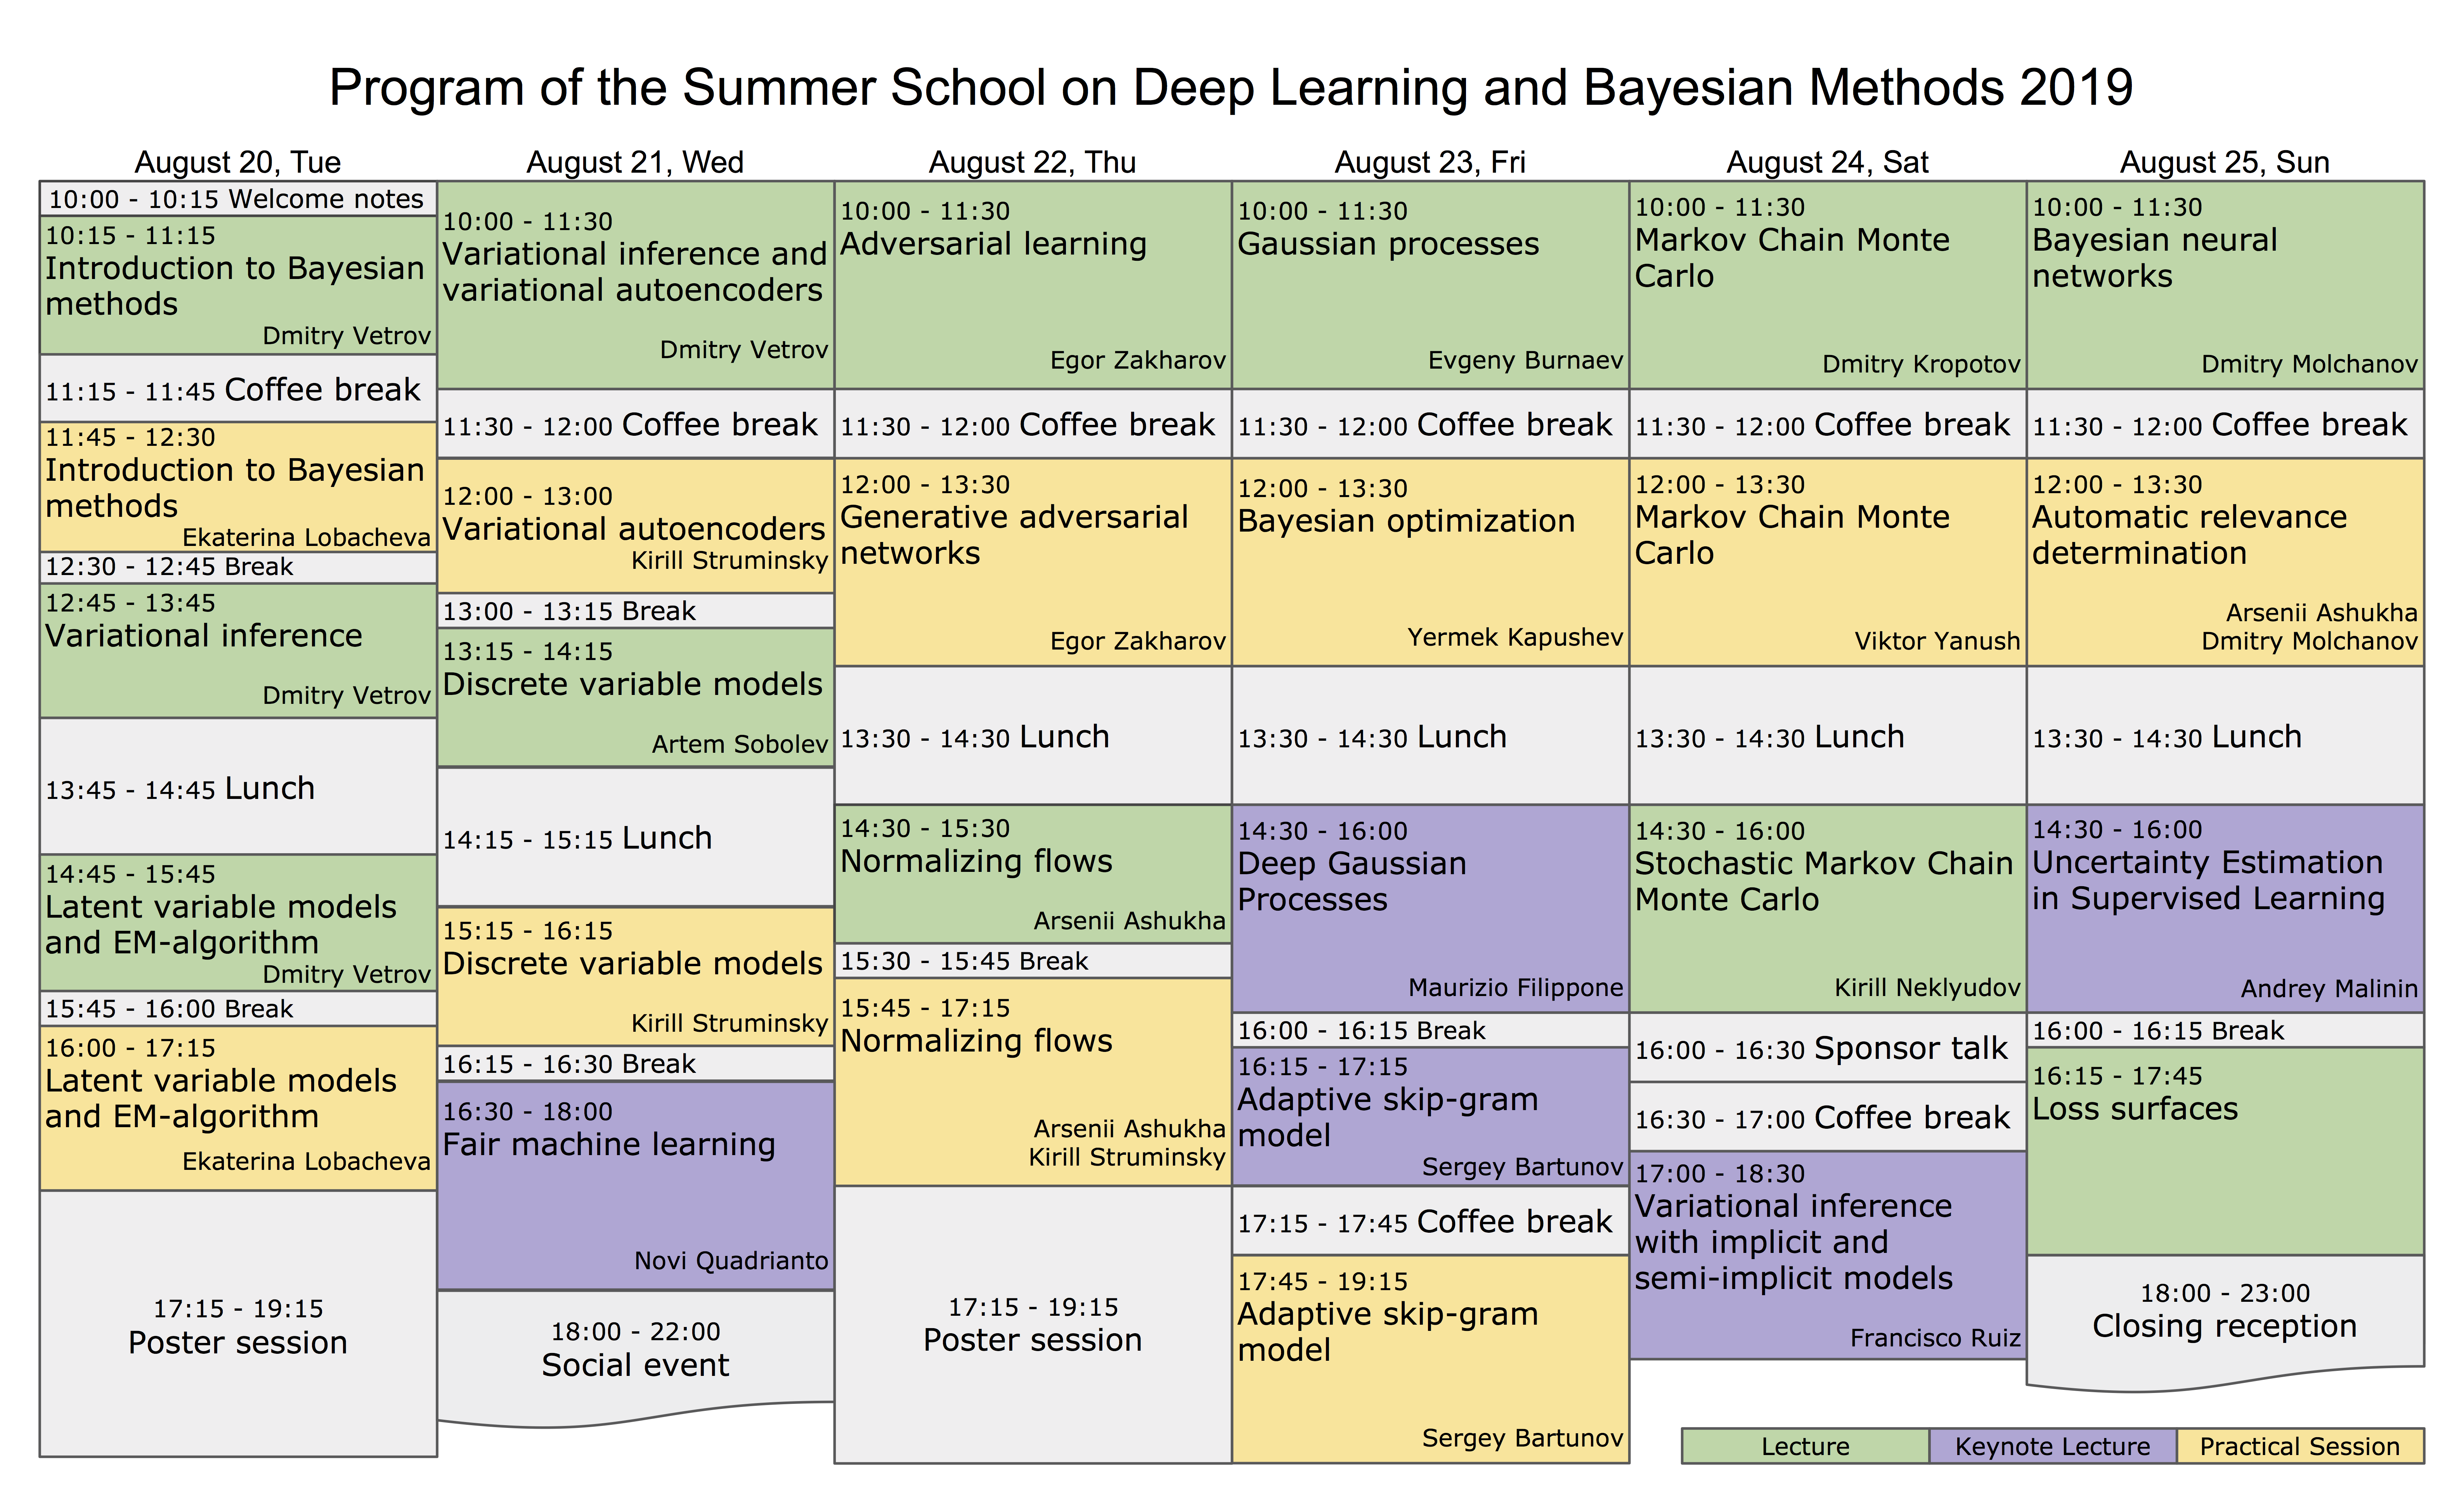 Program of the Summer School on Deep Learning and Bayesian Methods 2019
August 20, Tue
10:00 - 10:15 Welcome notes
10:15 - 11:15
Introduction to Bayesian
methods
Dmitry Vetrov
11:15 - 11:45 Coffee break
11:45 - 12:30
Introduction to Bayesian
methods
Ekaterina Lobacheva
12:30 - 12:45 Break
12:45 - 13:45
Variational inference
Dmitry Vetrov
13:45 - 14:45 Lunch
14:45 - 15:45
Latent variable models
and EM-algorithm
Dmitry Vetrov
15:45 - 16:00 Break
16:00 - 17:15
Latent variable models
and EM-algorithm
Ekaterina Lobacheva
17:15 - 19:15
Poster session
August 21, Wed
10:00 - 11:30
Variational inference and
variational autoencoders
Dmitry Vetrov
11:30 - 12:00 Coffee break
12:00 - 13:00
Variational autoencoders
Kirill Struminsky
13:00 - 13:15 Break
13:15 - 14:15
Discrete variable models
Artem Sobolev
14:15 - 15:15 Lunch
15:15 - 16:15
Discrete variable models
Kirill Struminsky
16:15 - 16:30 Break
16:30 - 18:00
Fair machine learning
Novi Quadrianto
18:00 - 22:00
Social event
August 22, Thu
10:00 - 11:30
Adversarial learning
Egor Zakharov
11:30 - 12:00 Coffee break
12:00 - 13:30
Generative adversarial
networks
Egor Zakharov
13:30 - 14:30 Lunch
14:30 - 15:30
Normalizing flows
Arsenii Ashukha
15:30 - 15:45 Break
15:45 - 17:15
Normalizing flows
Arsenii Ashukha
Kirill Struminsky
17:15 - 19:15
Poster session
August 23, Fri
10:00 - 11:30
Gaussian processes
Evgeny Burnaev
11:30 - 12:00 Coffee break
12:00 - 13:30
Bayesian optimization
Yermek Kapushev
13:30 - 14:30 Lunch
14:30 - 16:00
Deep Gaussian
Processes
Maurizio Filippone
16:00 - 16:15 Break
16:15 - 17:15
Adaptive skip-gram
model
Sergey Bartunov
17:15 - 17:45 Coffee break
17:45 - 19:15
Adaptive skip-gram
model
Sergey Bartunov
August 24, Sat
10:00 - 11:30
Markov Chain Monte
Carlo
Dmitry Kropotov
11:30 - 12:00 Coffee break
12:00 - 13:30
Markov Chain Monte
Carlo
Viktor Yanush
13:30 - 14:30 Lunch
14:30 - 16:00
Stochastic Markov Chain
Monte Carlo
Kirill Neklyudov
16:00 - 16:30 Sponsor talk
16:30 - 17:00 Coffee break
17:00 - 18:30
Variational inference
with implicit and
semi-implicit models
Francisco Ruiz
August 25, Sun
10:00 - 11:30
Bayesian neural
networks
Dmitry Molchanov
11:30 - 12:00 Coffee break
12:00 - 13:30
Automatic relevance
determination
Arsenii Ashukha
Dmitry Molchanov
13:30 - 14:30 Lunch
14:30 - 16:00
Uncertainty Estimation
in Supervised Learning
Andrey Malinin
16:00 - 16:15 Break
16:15 - 17:45
Loss surfaces
18:00 - 23:00
Closing reception
Lecture
Keynote Lecture
Practical Session